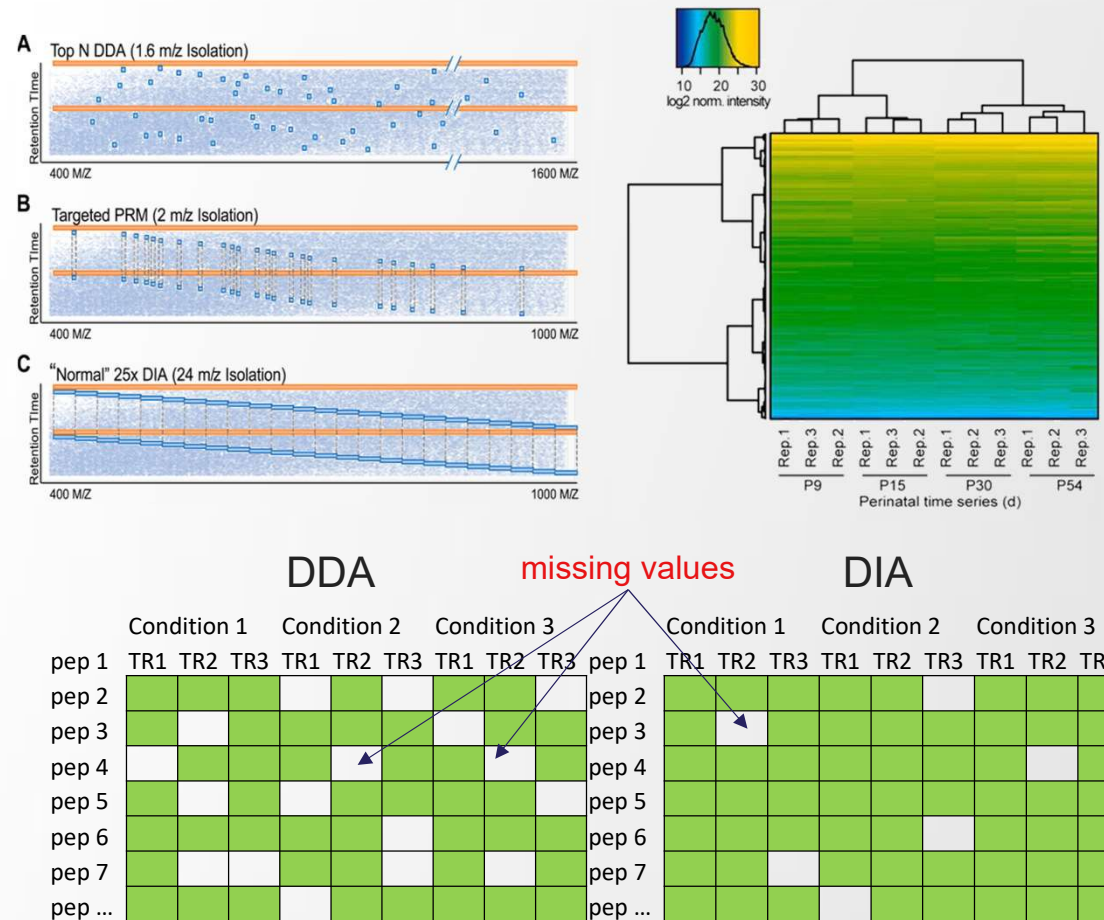 A
Top N DDA (1.6 m/z Isolation)
Retention TIme
400 M/Z
1600 M/Z
B
Targeted PRM (2 m/z Isolation)
Retention TIme
400 M/Z
1000 M/Z
C
"Normal" 25x DIA (24 m/z Isolation)
Retention TIme
400 M/Z
1000 M/Z
10 20 30
log2 norm. intensity
Rep.1 Rep.3 Rep.2 Rep.1 Rep.3 Rep.2 Rep.1 Rep.2 Rep.3 Rep.1 Rep.2 Rep.3
P9 P15 P30 P54
Perinatal time series (d)
DDA
missing values
DIA
Condition 1 Condition 2 Condition 3
pep 1 TR1 TR2 TR3 TR1 TR2 TR3 TR1 TR2 TR3
pep 2
pep 3
pep 4
pep 5
pep 6
pep 7
pep ...
Condition 1 Condition 2 Condition 3
pep 1 TR1 TR2 TR3 TR1 TR2 TR3 TR1 TR2 TR
pep 2
pep 3
pep 4
pep 5
pep 6
pep 7
pep ...